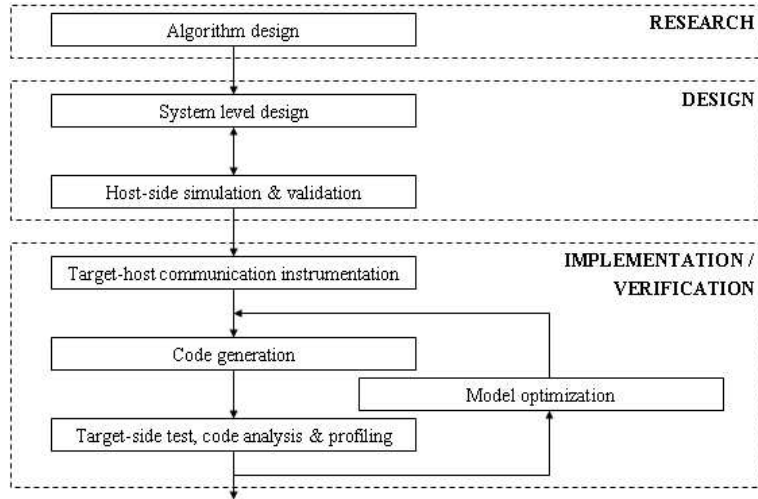 RESEARCH
Algorithm design
DESIGN
System level design
Host-side simulation & validation
IMPLEMENTATION /
VERIFICATION
Target-host communication instrumentation
Code generation
Model optimization
Target-side test, code analysis & profiling